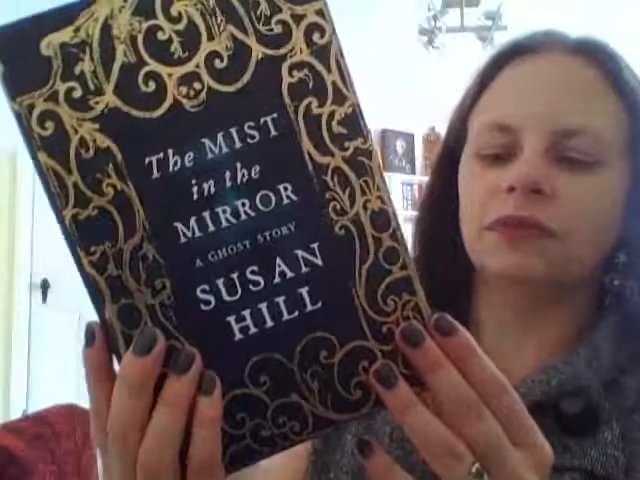 The MIST
in the
MIRROR
A GHOST STORY
SUSAN
HILL